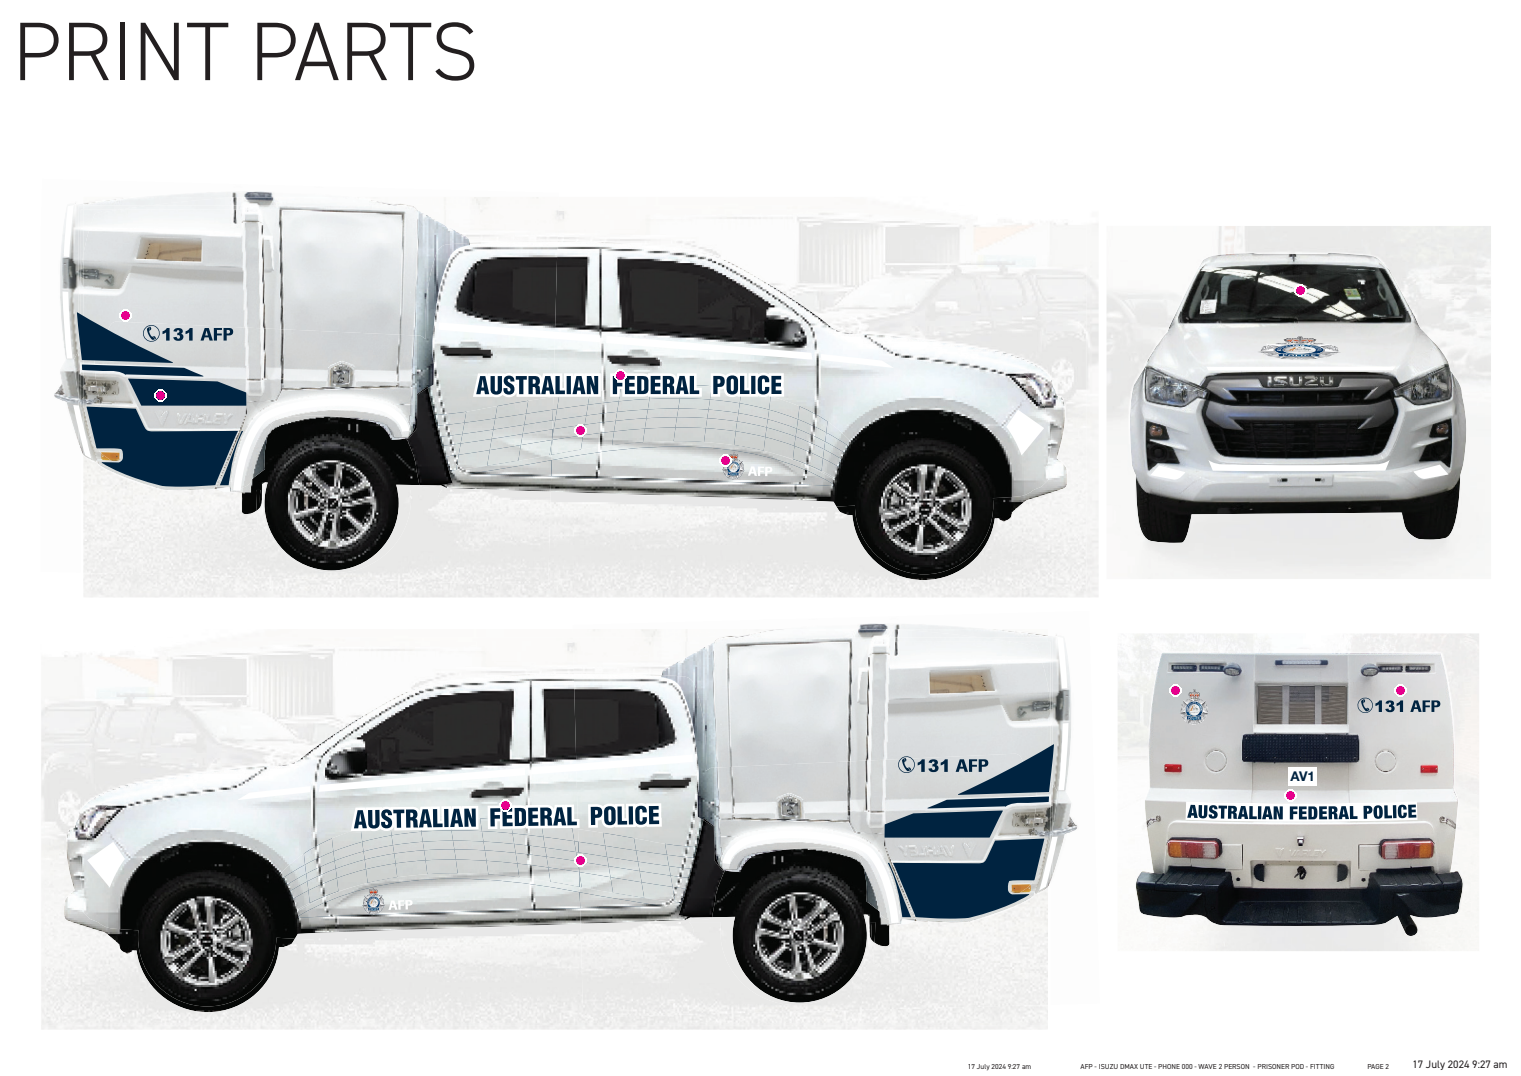 PRINT PARTS
131 AFP
AUSTRALIAN FEDERAL POLICE
VARLEY
AFP
ISUZU
131 AFP
AUSTRALIAN FEDERAL POLICE
AFP
131 AFP
AV1
AUSTRALIAN FEDERAL POLICE
VARLEY
17 July 2024 9:27 am
AFP - ISUZU DMAX UTE - PHONE 000 - WAVE 2 PERSON - PRISONER POD - FITTING
PAGE 2
17 July 2024 9:27 am